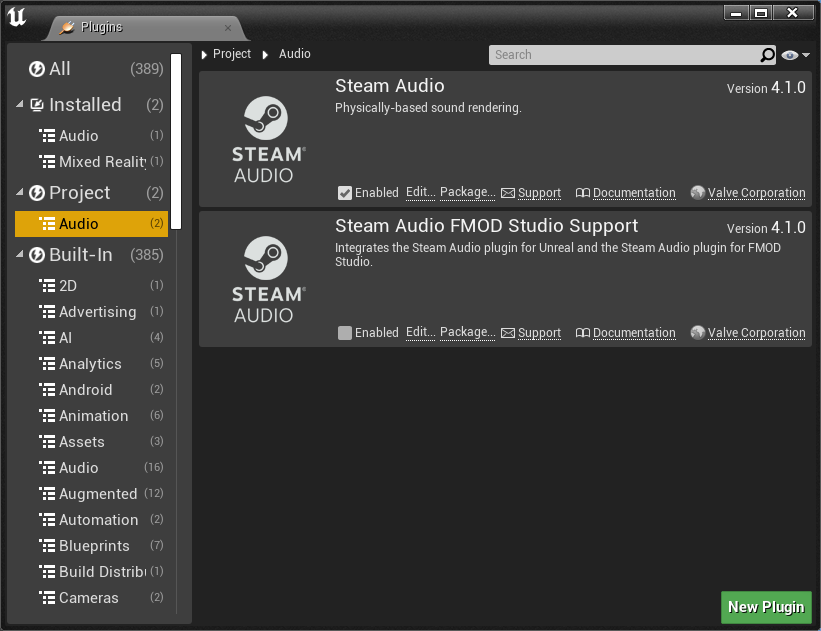 Plugins
All (389)
Installed (2)
Audio (1)
Mixed Reality (1)
Project (2)
Audio (2)
Built-In (385)
2D (1)
Advertising (1)
AI (4)
Analytics (5)
Android (2)
Animation (6)
Assets (3)
Audio (16)
Augmented (12)
Automation (2)
Blueprints (7)
Build Distribu (1)
Cameras (2)
Project Audio
Search
STEAM
AUDIO
Steam Audio
Version 4.1.0
Physically-based sound rendering.
Enabled Edit... Package... Support Documentation Valve Corporation
STEAM
AUDIO
Steam Audio FMOD Studio Support
Version 4.1.0
Integrates the Steam Audio plugin for Unreal and the Steam Audio plugin for FMOD
Studio.
Enabled Edit... Package... Support Documentation Valve Corporation
New Plugin